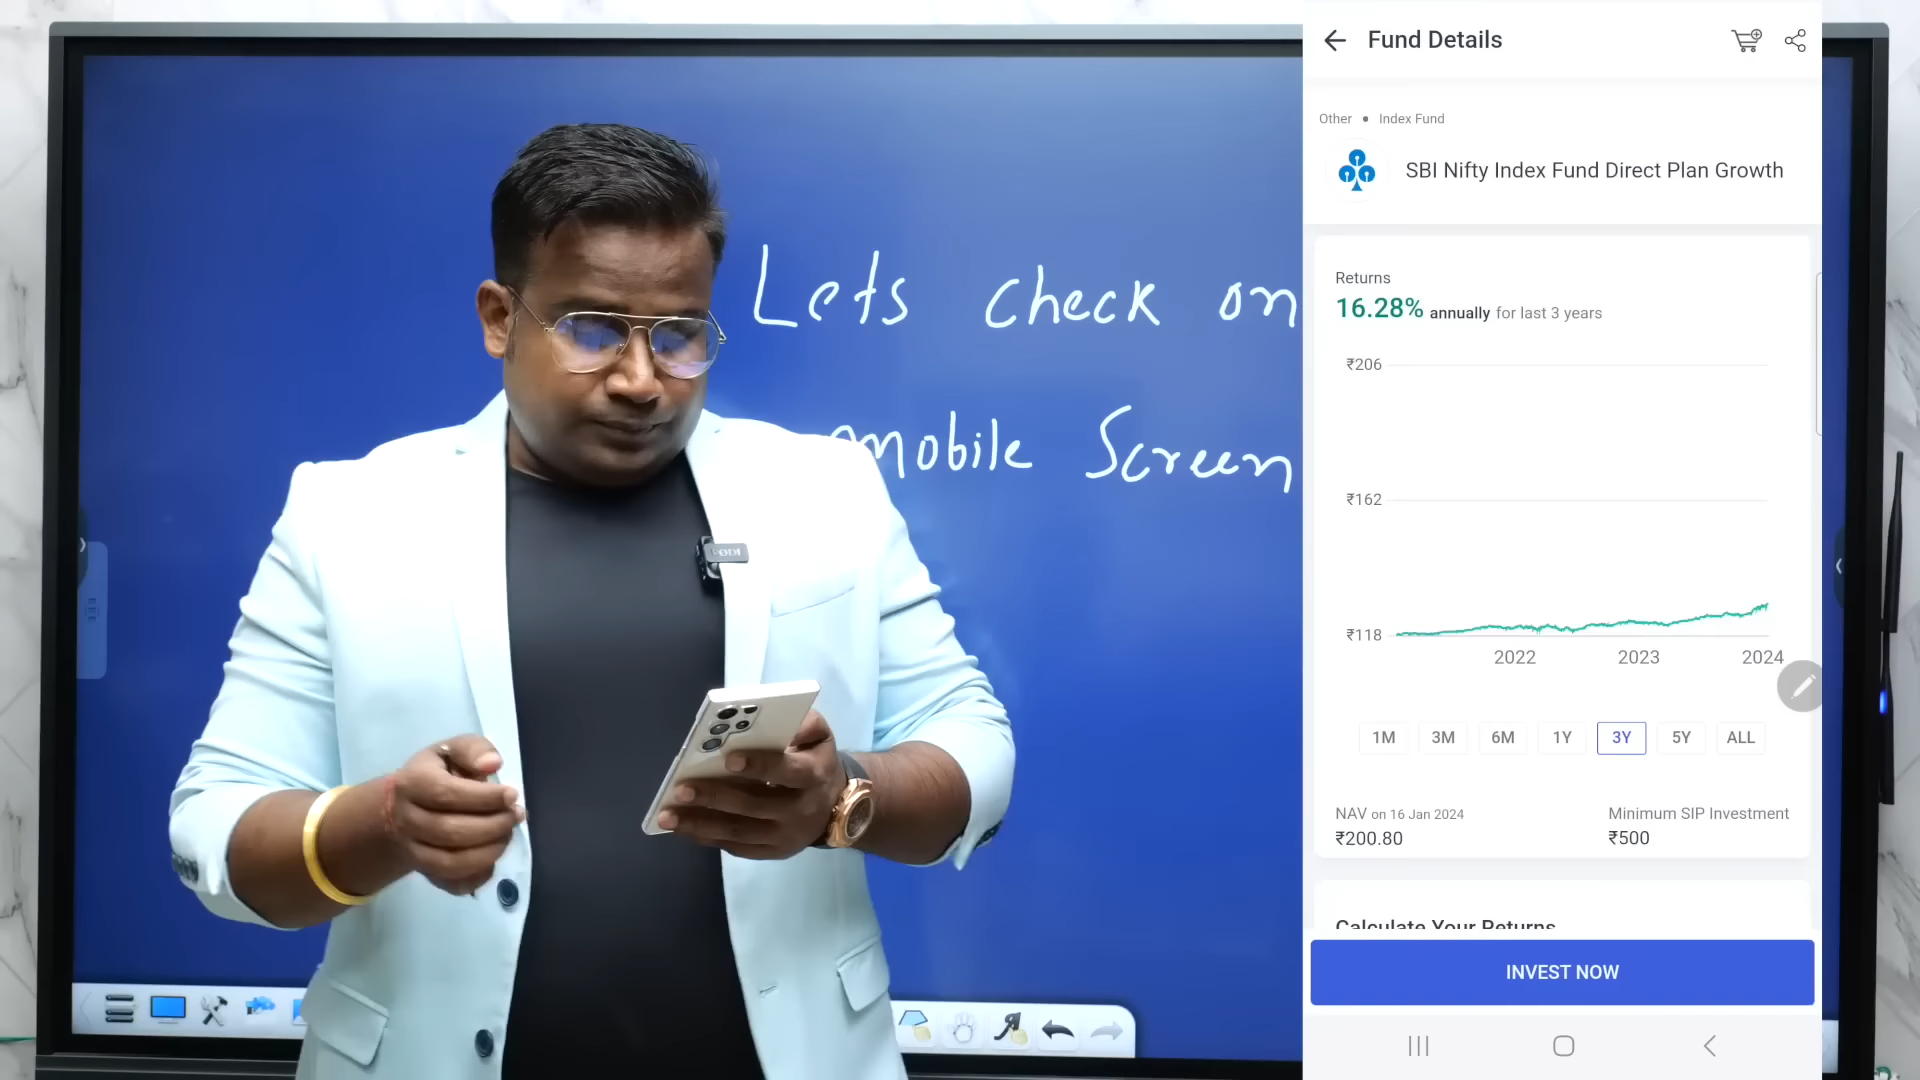 Fund Details
Other • Index Fund
SBI Nifty Index Fund Direct Plan Growth
Lets check on
mobile Screen
Returns
16.28% annually for last 3 years
₹206
₹162
₹118
2022 2023 2024
1M 3M 6M 1Y 3Y 5Y ALL
NAV on 16 Jan 2024
₹200.80
Minimum SIP Investment
₹500
Calculate Your Returns
INVEST NOW